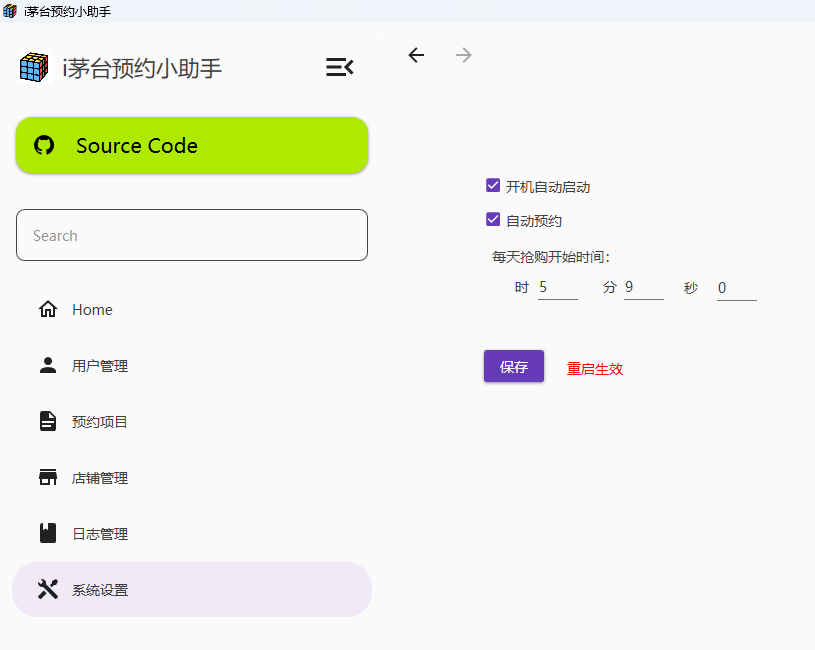 i茅台预约小助手
i茅台预约小助手
Source Code
Search
Home
用户管理
预约项目
店铺管理
日志管理
系统设置
开机自动启动
自动预约
每天抢购开始时间：
时 5 分 9 秒 0
保存 重启生效